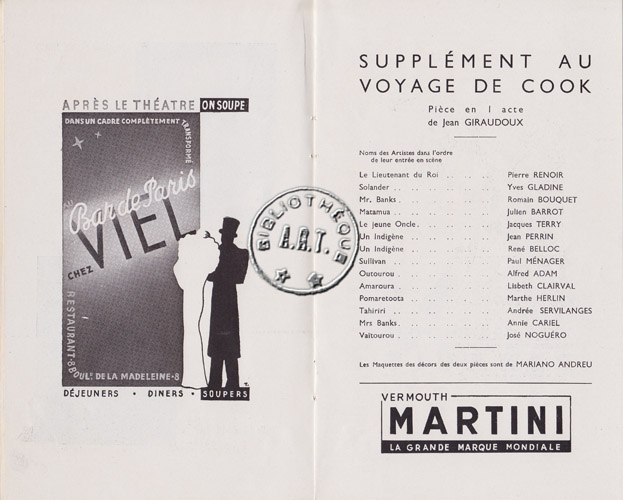 APRÈS LE THÉATRE ON SOUPE
DANS UN CADRE COMPLÈTEMENT
TRANSFORMÉ
AU
Bar de Paris
CHEZ VIEL
RESTAURANT · 8 BOULD. DE LA MADELEINE · 8
DÉJEUNERS · DINERS · SOUPERS
BIBLIOTHÈQUE
A.R.T.
SUPPLÉMENT AU
VOYAGE DE COOK
Pièce en 1 acte
de Jean GIRAUDOUX
Noms des Artistes dans l'ordre
de leur entrée en scène
Le Lieutenant du Roi . . . . . Pierre RENOIR
Solander . . . . . . . Yves GLADINE
Mr. Banks . . . . . . . Romain BOUQUET
Matamua . . . . . . . Julien BARROT
Le jeune Oncle . . . . . . Jacques TERRY
Un Indigène . . . . . . Jean PERRIN
Un Indigène . . . . . . René BELLOC
Sullivan . . . . . . . Paul MÉNAGER
Outourou . . . . . . . Alfred ADAM
Amaroura . . . . . . . Lisbeth CLAIRVAL
Pomaretoota . . . . . . Marthe HERLIN
Tahiriri . . . . . . . Andrée SERVILANGES
Mrs Banks . . . . . . . Annie CARIEL
Vaïtourou . . . . . . . José NOGUÉRO
Les Maquettes des décors des deux pièces sont de MARIANO ANDREU
VERMOUTH
MARTINI
LA GRANDE MARQUE MONDIALE